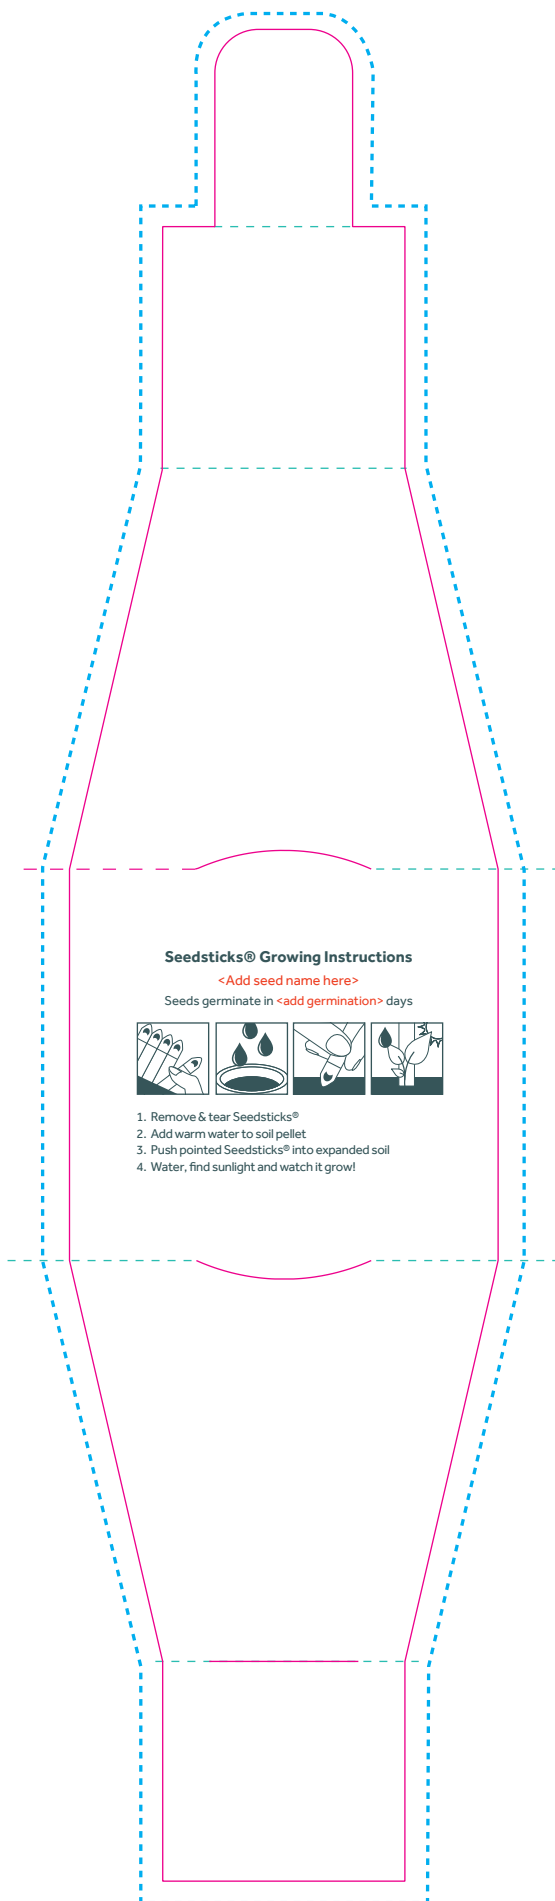 Seedsticks® Growing Instructions
<Add seed name here>
Seeds germinate in <add germination> days
1. Remove & tear Seedsticks®
2. Add warm water to soil pellet
3. Push pointed Seedsticks® into expanded soil
4. Water, find sunlight and watch it grow!